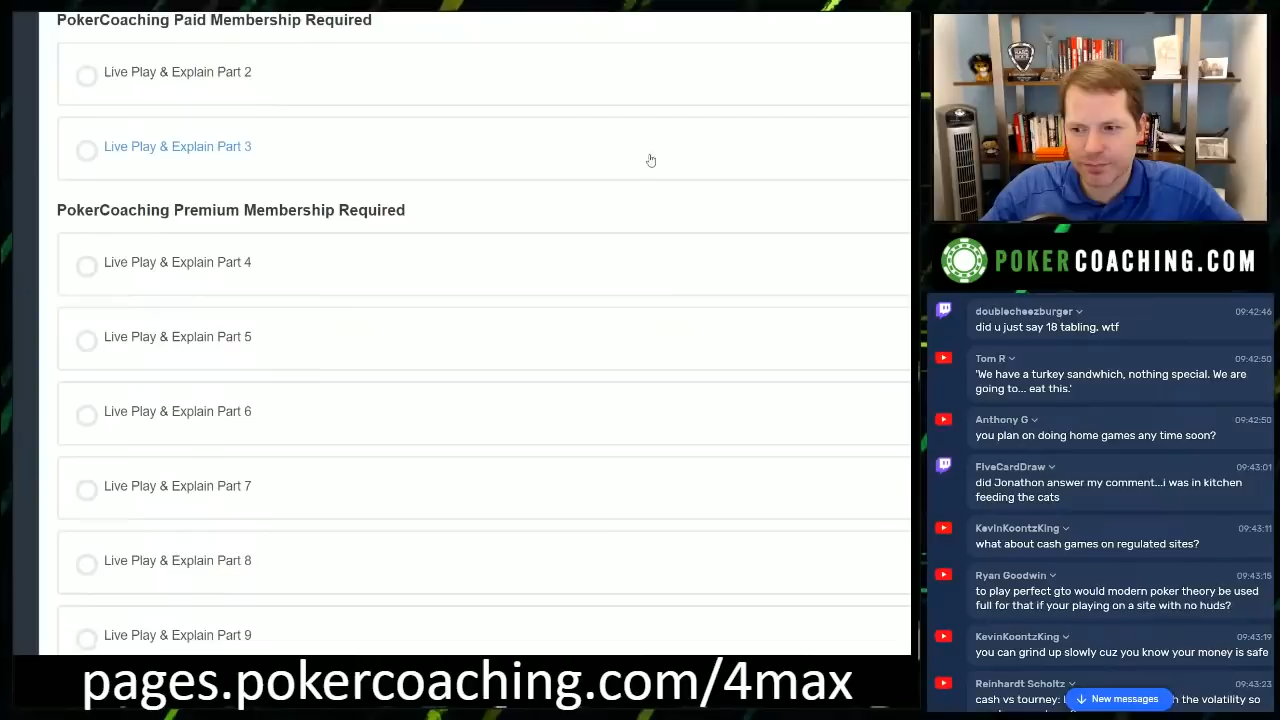 PokerCoaching Paid Membership Required
Live Play & Explain Part 2
Live Play & Explain Part 3
PokerCoaching Premium Membership Required
Live Play & Explain Part 4
Live Play & Explain Part 5
Live Play & Explain Part 6
Live Play & Explain Part 7
Live Play & Explain Part 8
Live Play & Explain Part 9
pages.pokercoaching.com/4max
POKERCOACHING.COM
doublecheezburger 09:42:46
did u just say 18 tabling, wtf
Tom R 09:42:50
'We have a turkey sandwhich, nothing special. We are
going to... eat this.'
Anthony G 09:42:50
you plan on doing home games any time soon?
FiveCardDraw 09:43:01
did Jonathon answer my comment...i was in kitchen
feeding the cats
KevinKoontzKing 09:43:11
what about cash games on regulated sites?
Ryan Goodwin 09:43:15
to play perfect gto would modern poker theory be used
full for that if your playing on a site with no huds?
KevinKoontzKing 09:43:19
you can grind up slowly cuz you know your money is safe
Reinhardt Scholtz 09:43:23
cash vs tourney: the volatility so
New messages